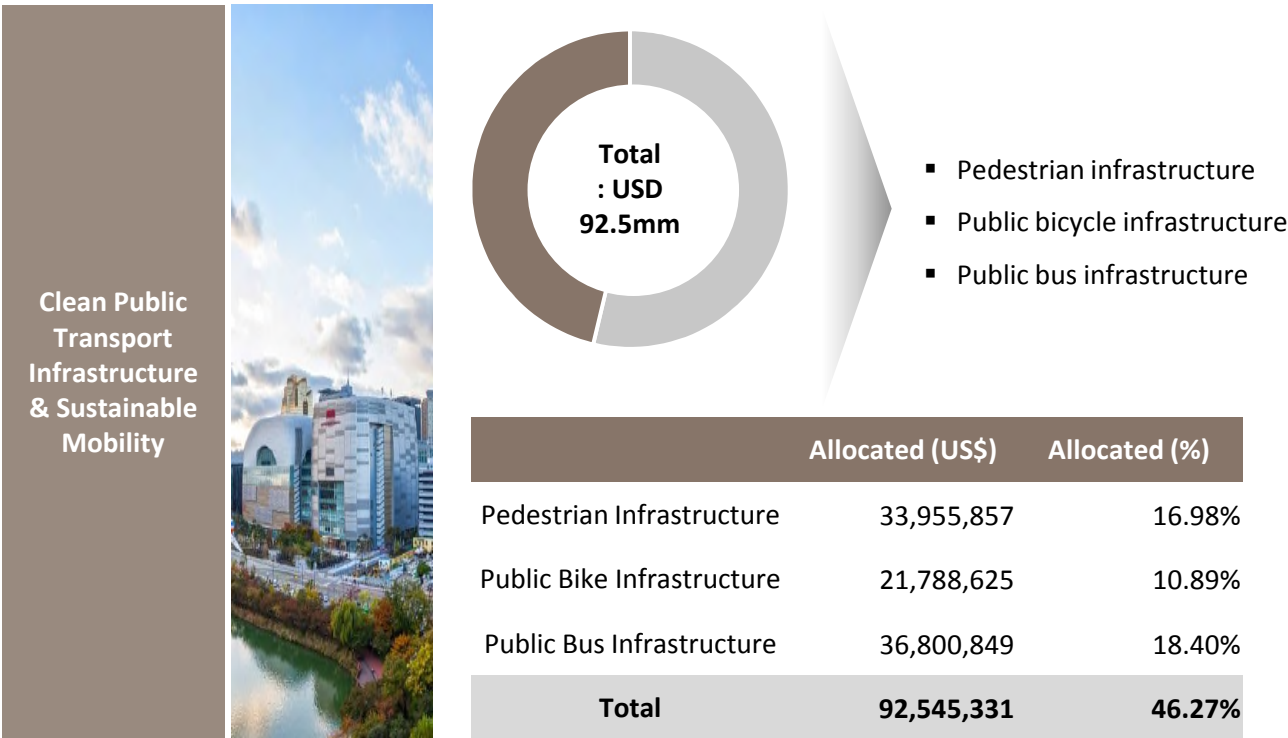 Clean Public
Transport
Infrastructure
& Sustainable
Mobility
Total
: USD
92.5mm
▪ Pedestrian infrastructure
▪ Public bicycle infrastructure
▪ Public bus infrastructure
Allocated (US$) Allocated (%)
Pedestrian Infrastructure 33,955,857 16.98%
Public Bike Infrastructure 21,788,625 10.89%
Public Bus Infrastructure 36,800,849 18.40%
Total 92,545,331 46.27%